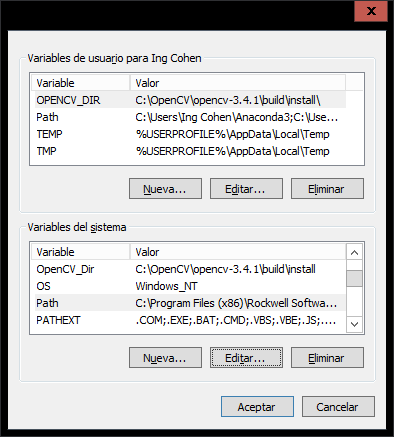 X
Variables de usuario para Ing Cohen
Variable Valor
OPENCV_DIR C:\OpenCV\opencv-3.4.1\build\install\
Path C:\Users\Ing Cohen\Anaconda3;C:\Use...
TEMP %USERPROFILE%\AppData\Local\Temp
TMP %USERPROFILE%\AppData\Local\Temp
Nueva... Editar... Eliminar
Variables del sistema
Variable Valor
OpenCV_Dir C:\OpenCV\opencv-3.4.1\build\install
OS Windows_NT
Path C:\Program Files (x86)\Rockwell Softwa...
PATHEXT .COM;.EXE;.BAT;.CMD;.VBS;.VBE;.JS;....
Nueva... Editar... Eliminar
Aceptar Cancelar